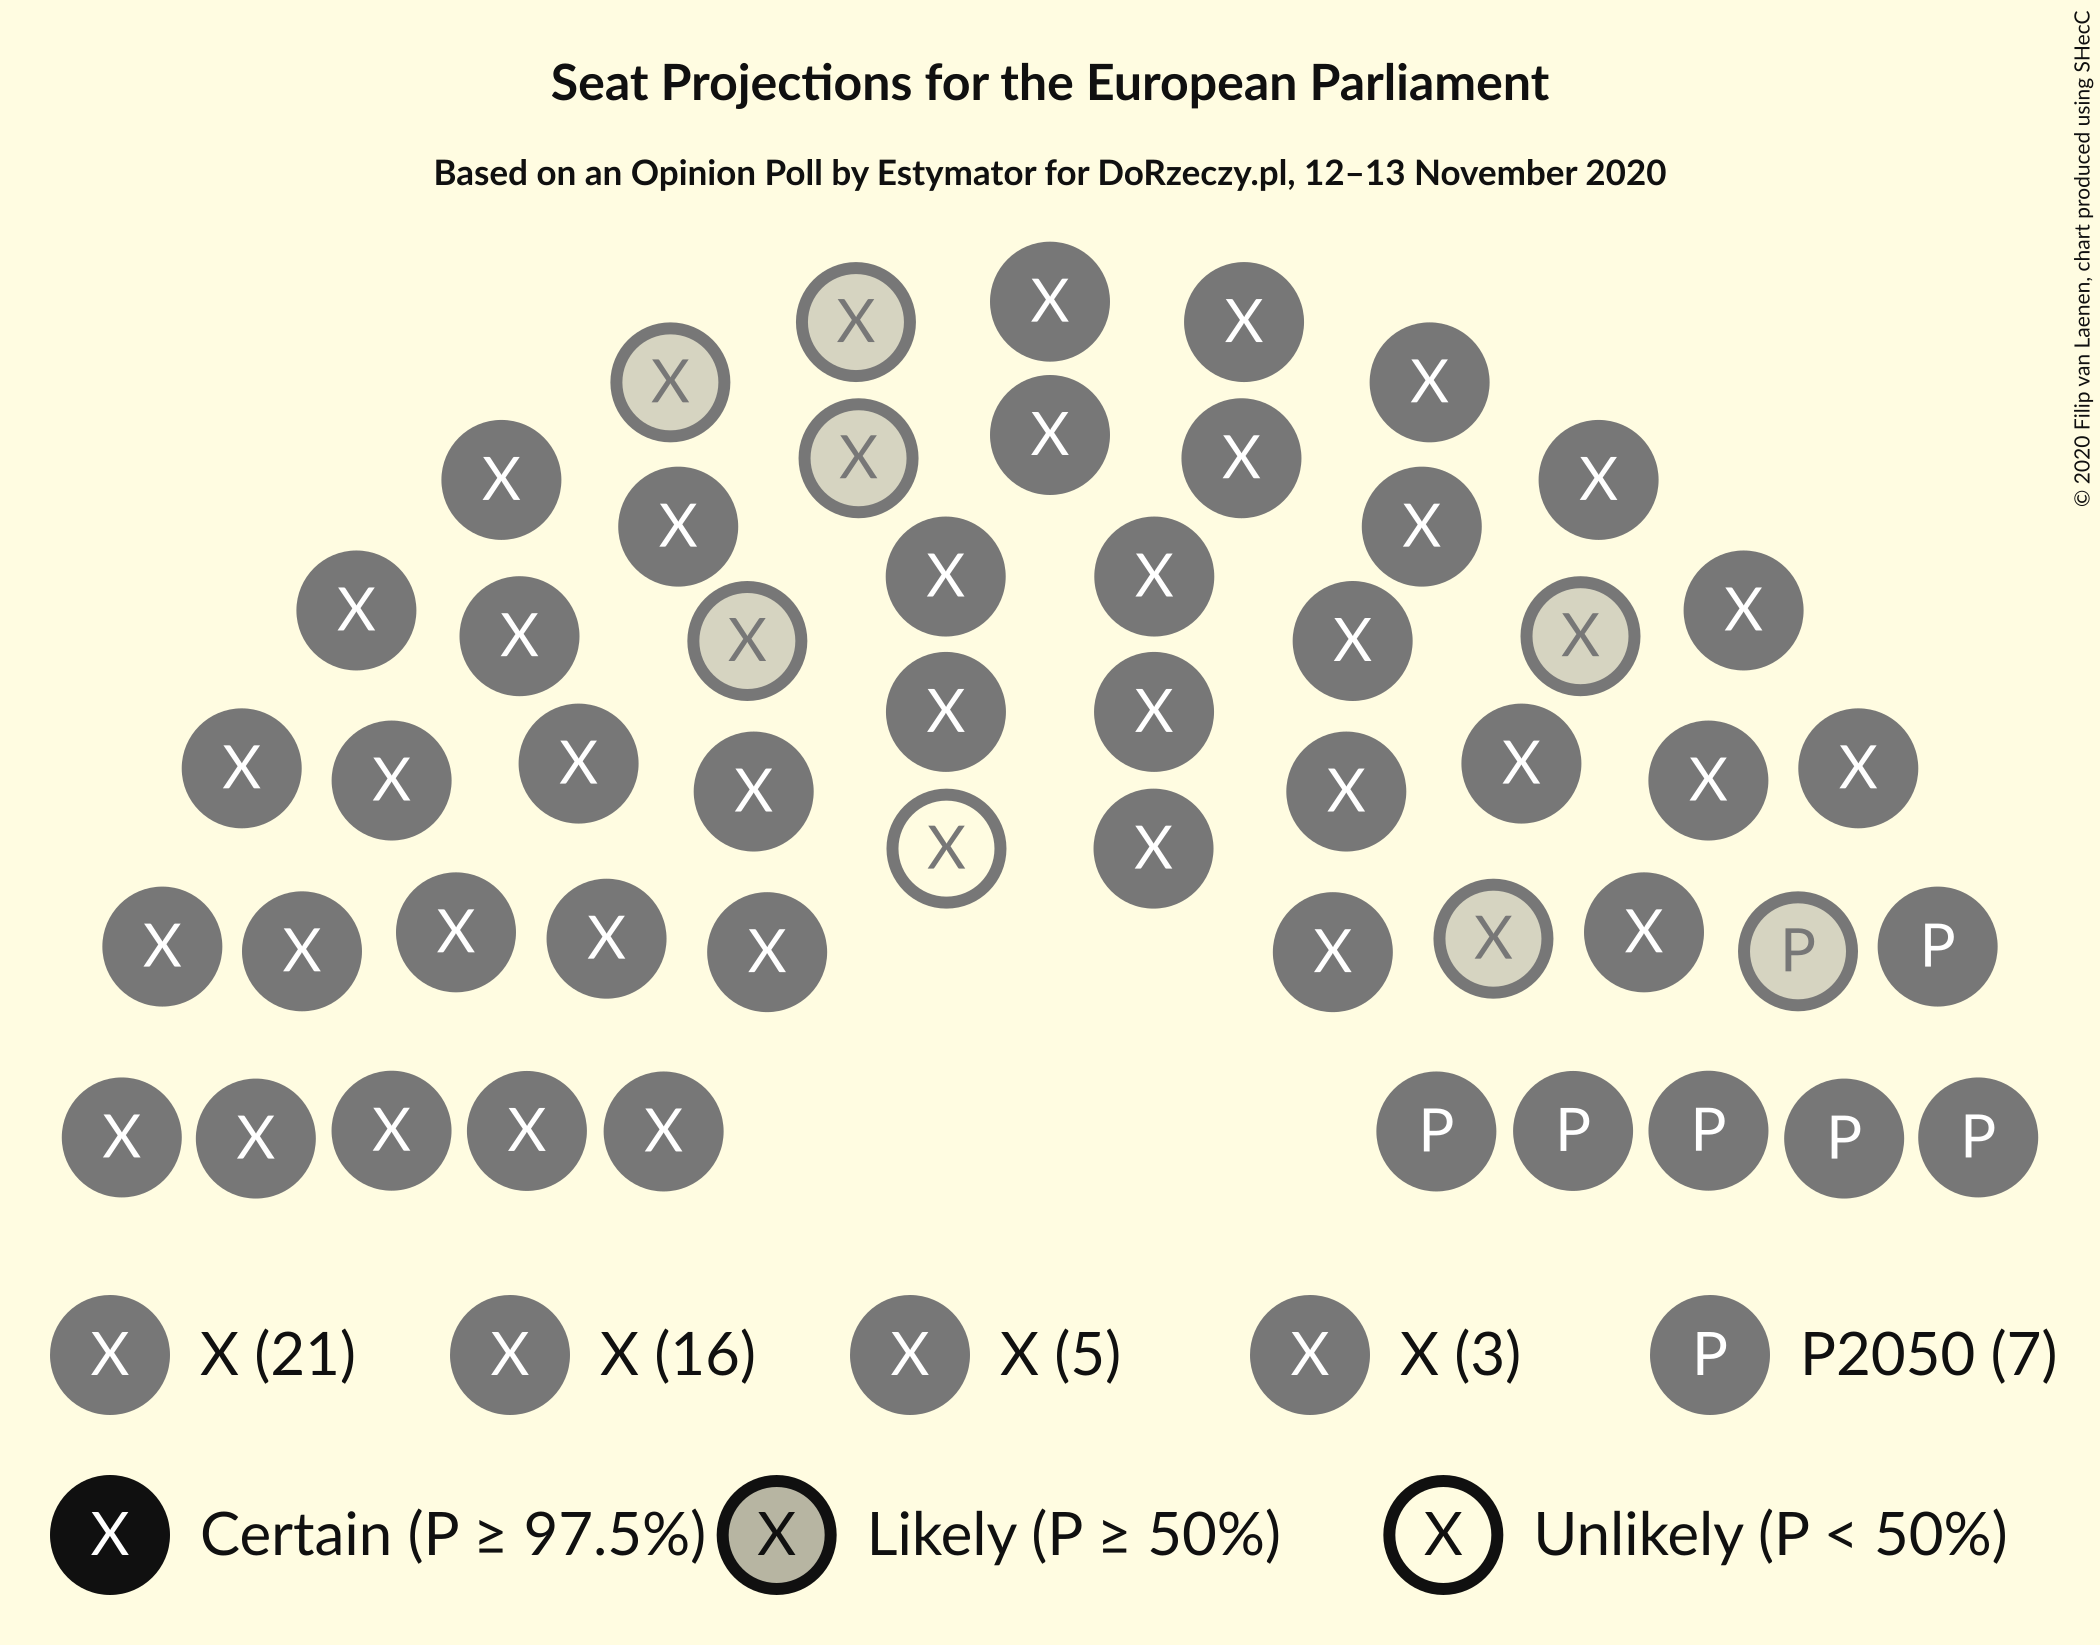 Seat Projections for the European Parliament
Based on an Opinion Poll by Estymator for DoRzeczy.pl, 12–13 November 2020
© 2020 Filip van Laenen, chart produced using SHecC
X
X X
X X
X
X X
X X
X X
X X
X X
X X
X X X X
X X
X X X X X X X X
X X
X X X X X X X X P P
X X X X X P P P P P
X X (21) X X (16) X X (5) X X (3) P P2050 (7)
X Certain (P ≥ 97.5%) X Likely (P ≥ 50%) X Unlikely (P < 50%)